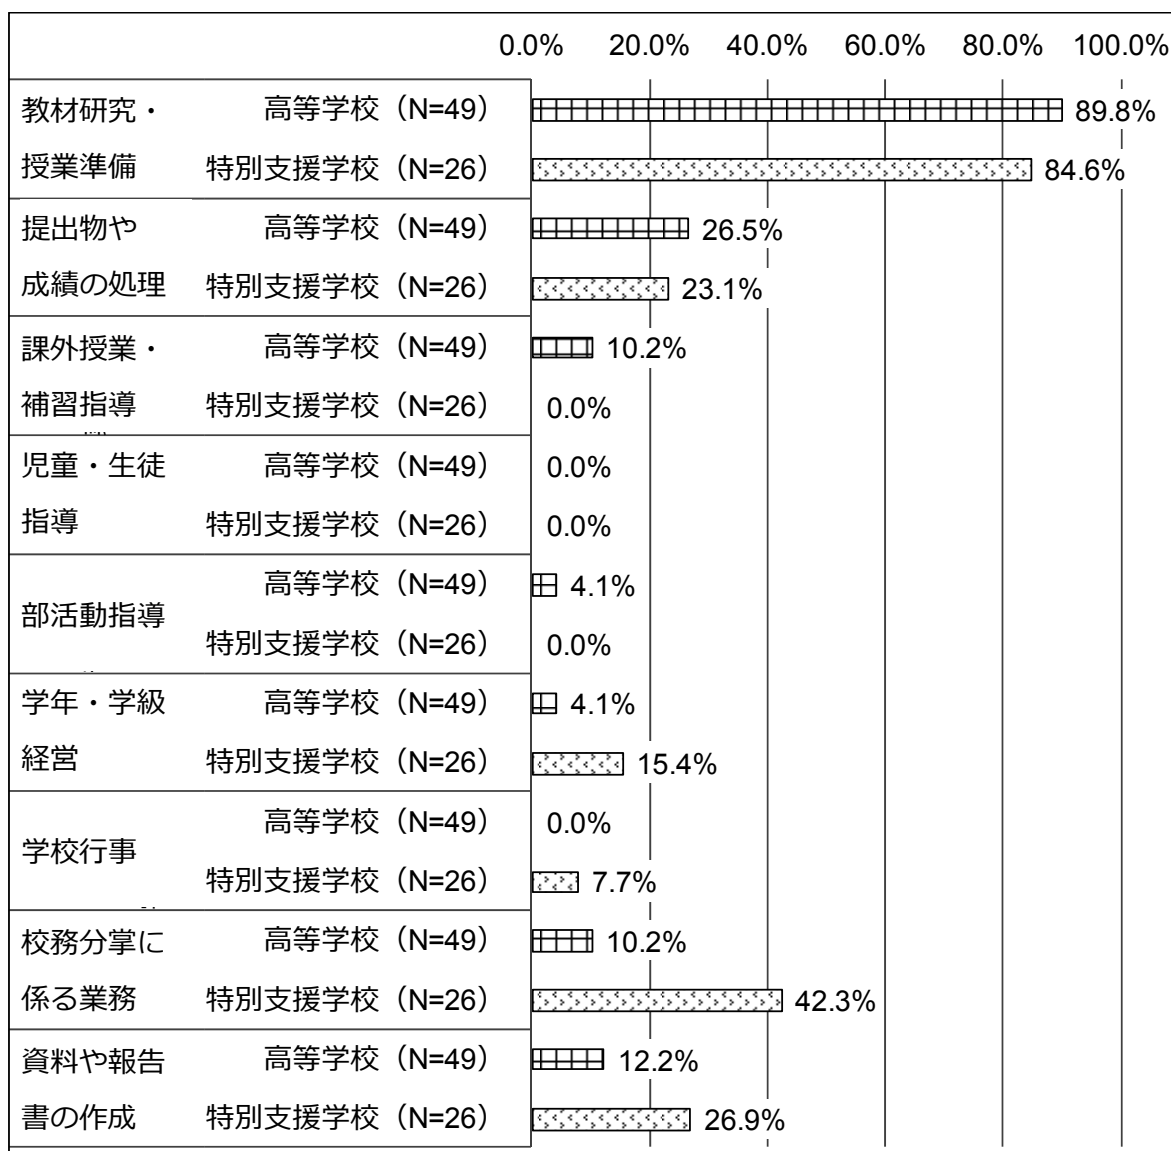 0.0% 20.0% 40.0% 60.0% 80.0% 100.0%
教材研究・ 高等学校（N=49） 89.8%
授業準備 特別支援学校（N=26） 84.6%
提出物や 高等学校（N=49） 26.5%
成績の処理 特別支援学校（N=26） 23.1%
課外授業・ 高等学校（N=49） 10.2%
補習指導 特別支援学校（N=26） 0.0%
児童・生徒 高等学校（N=49） 0.0%
指導 特別支援学校（N=26） 0.0%
部活動指導 高等学校（N=49） 4.1%
特別支援学校（N=26） 0.0%
学年・学級 高等学校（N=49） 4.1%
経営 特別支援学校（N=26） 15.4%
学校行事 高等学校（N=49） 0.0%
特別支援学校（N=26） 7.7%
校務分掌に 高等学校（N=49） 10.2%
係る業務 特別支援学校（N=26） 42.3%
資料や報告 高等学校（N=49） 12.2%
書の作成 特別支援学校（N=26） 26.9%